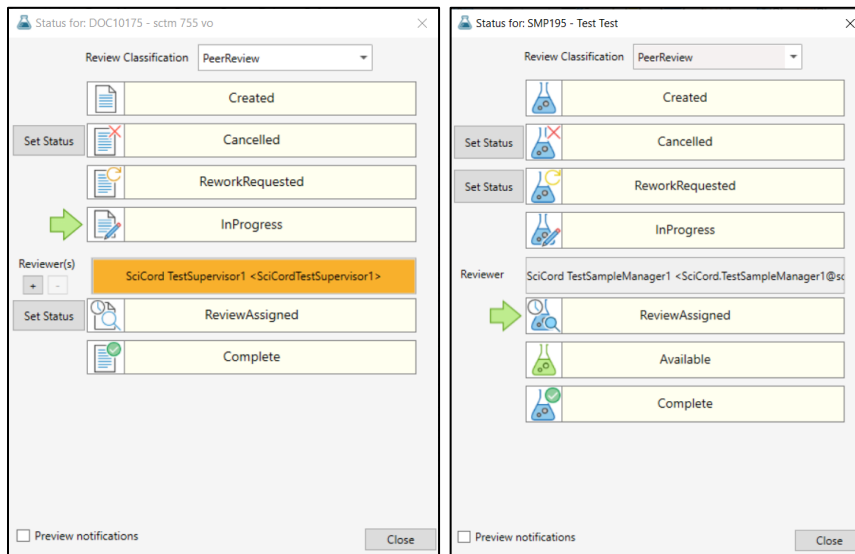 Status for: DOC10175 - sctm 755 vo
Review Classification PeerReview
Created
Set Status Cancelled
ReworkRequested
InProgress
Reviewer(s)
+ -
SciCord TestSupervisor1 <SciCordTestSupervisor1>
Set Status ReviewAssigned
Complete
Preview notifications
Close
Status for: SMP195 - Test Test
Review Classification PeerReview
Created
Set Status Cancelled
Set Status ReworkRequested
InProgress
Reviewer SciCord TestSampleManager1 <SciCord.TestSampleManager1@sc
ReviewAssigned
Available
Complete
Preview notifications
Close